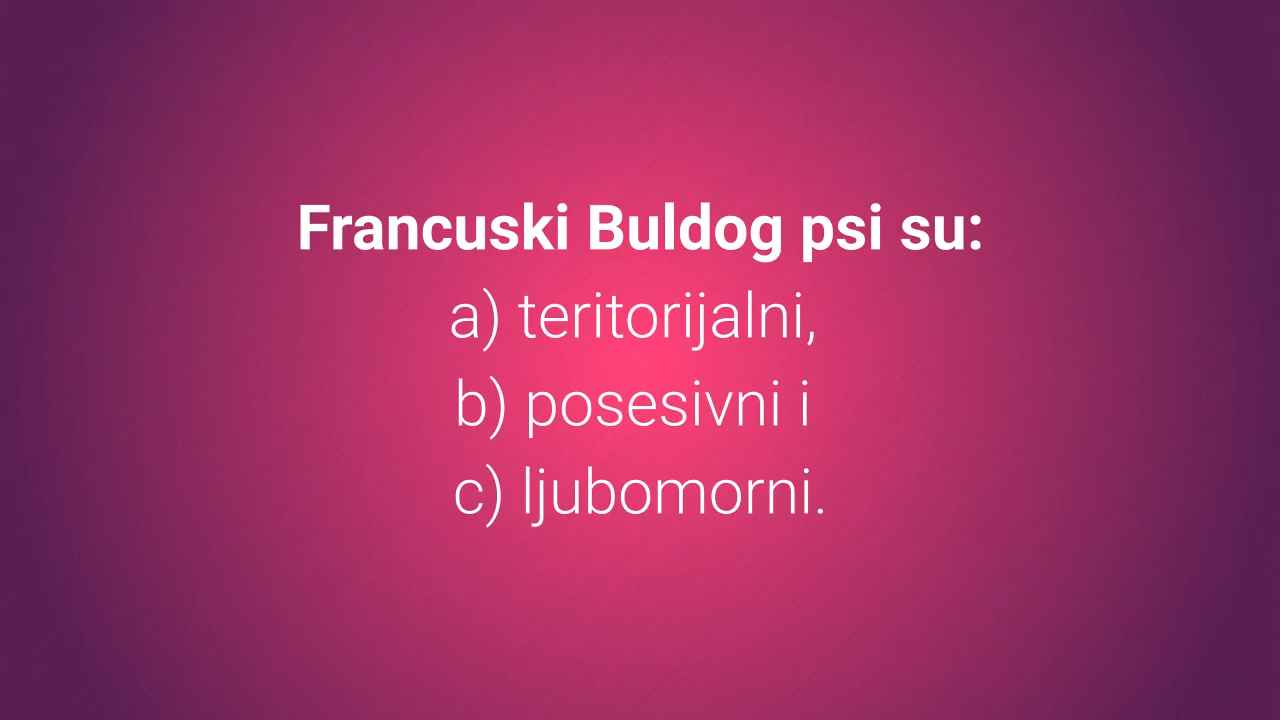 Francuski Buldog psi su:
a) teritorijalni,
b) posesivni i
c) ljubomorni.